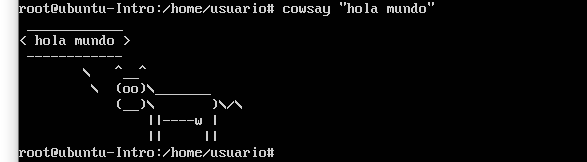 root@ubuntu-Intro:/home/usuario# cowsay "hola mundo"
 ____________
< hola mundo >
 ------------
        \   ^__^
         \  (oo)\_______
            (__)\       )\/\
                ||----w |
                ||     ||
root@ubuntu-Intro:/home/usuario#